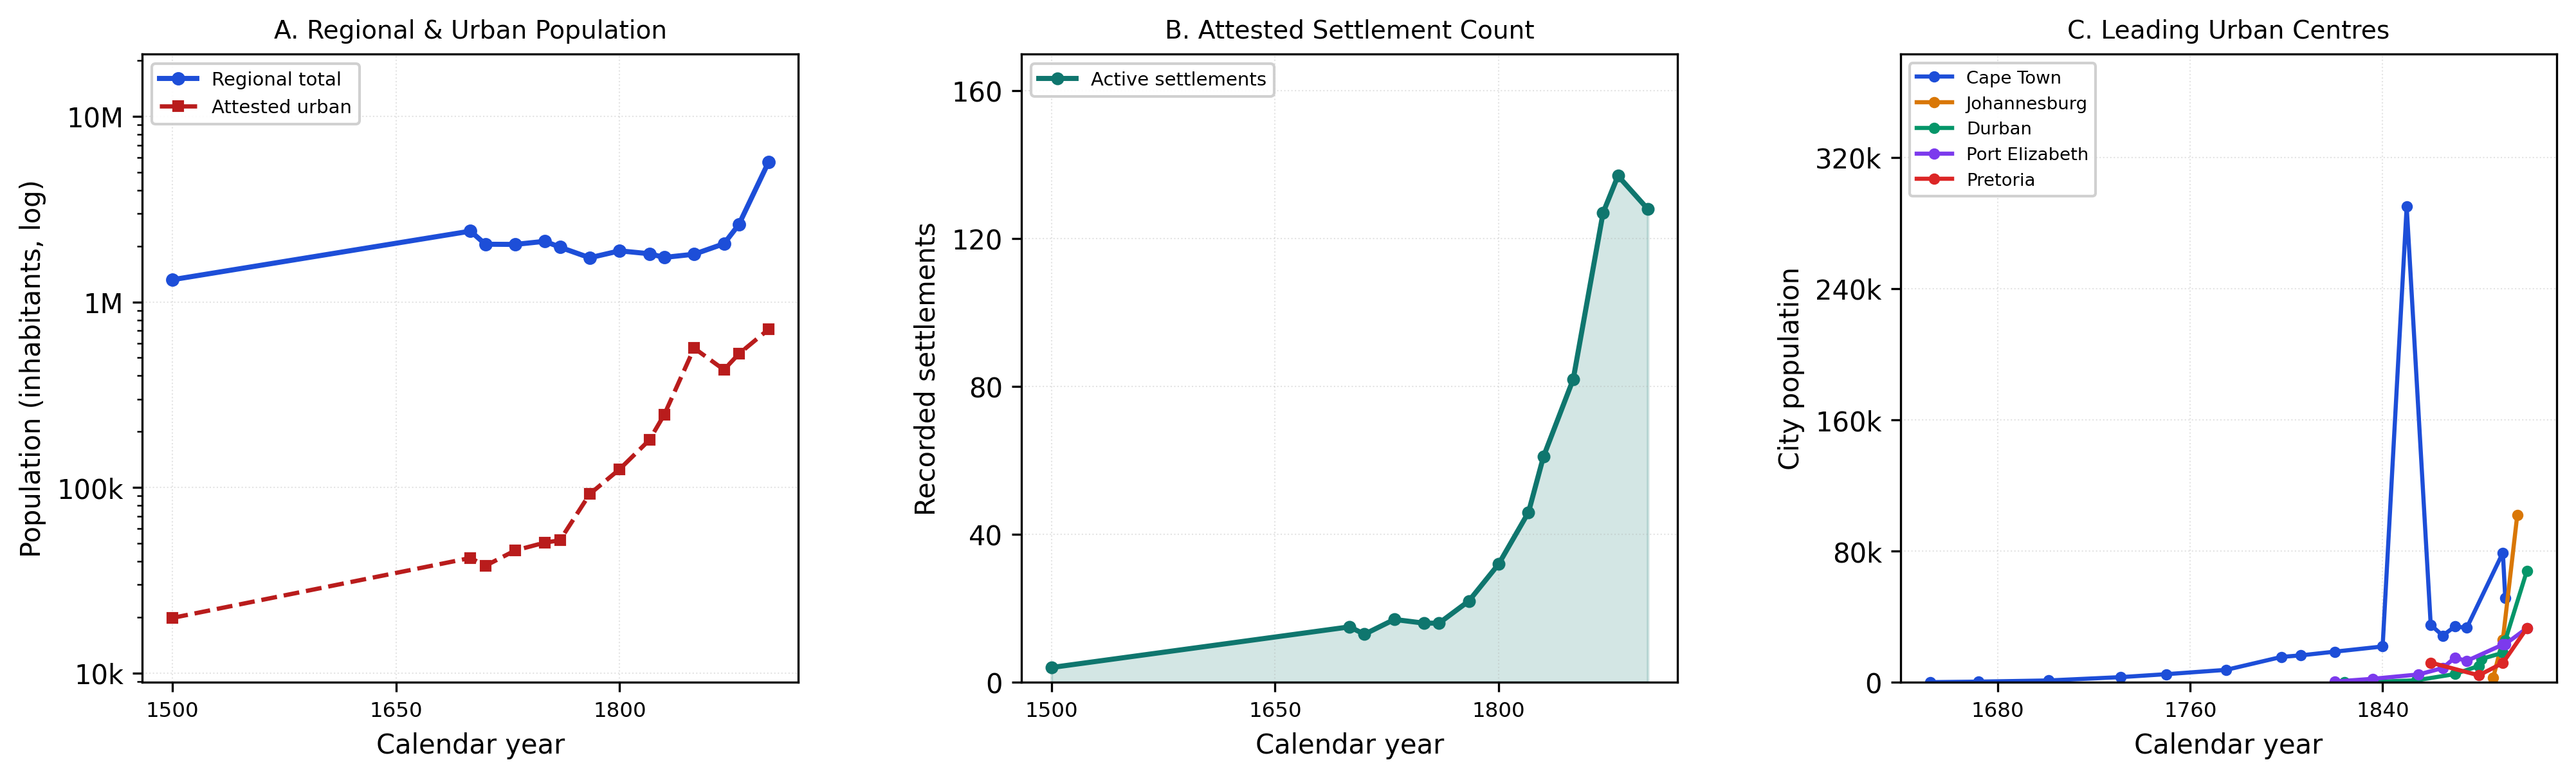 A. Regional & Urban Population
Regional total
Attested urban
Population (inhabitants, log)
10M
1M
100k
10k
1500
1650
1800
Calendar year
B. Attested Settlement Count
Active settlements
Recorded settlements
160
120
80
40
0
1500
1650
1800
Calendar year
C. Leading Urban Centres
Cape Town
Johannesburg
Durban
Port Elizabeth
Pretoria
City population
320k
240k
160k
80k
0
1680
1760
1840
Calendar year